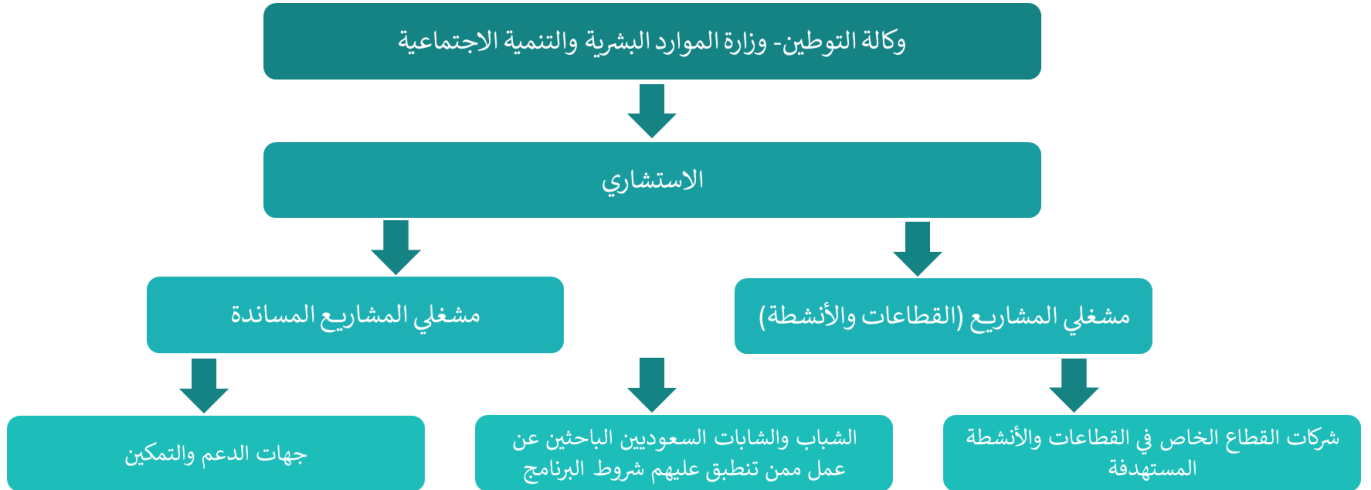 وكالة التوطين- وزارة الموارد البشرية والتنمية الاجتماعية
الاستشاري
مشغلي المشاريع (القطاعات والأنشطة)
مشغلي المشاريع المساندة
شركات القطاع الخاص في القطاعات والأنشطة
المستهدفة
الشباب والشابات السعوديين الباحثين عن
عمل ممن تنطبق عليهم شروط البرنامج
جهات الدعم والتمكين